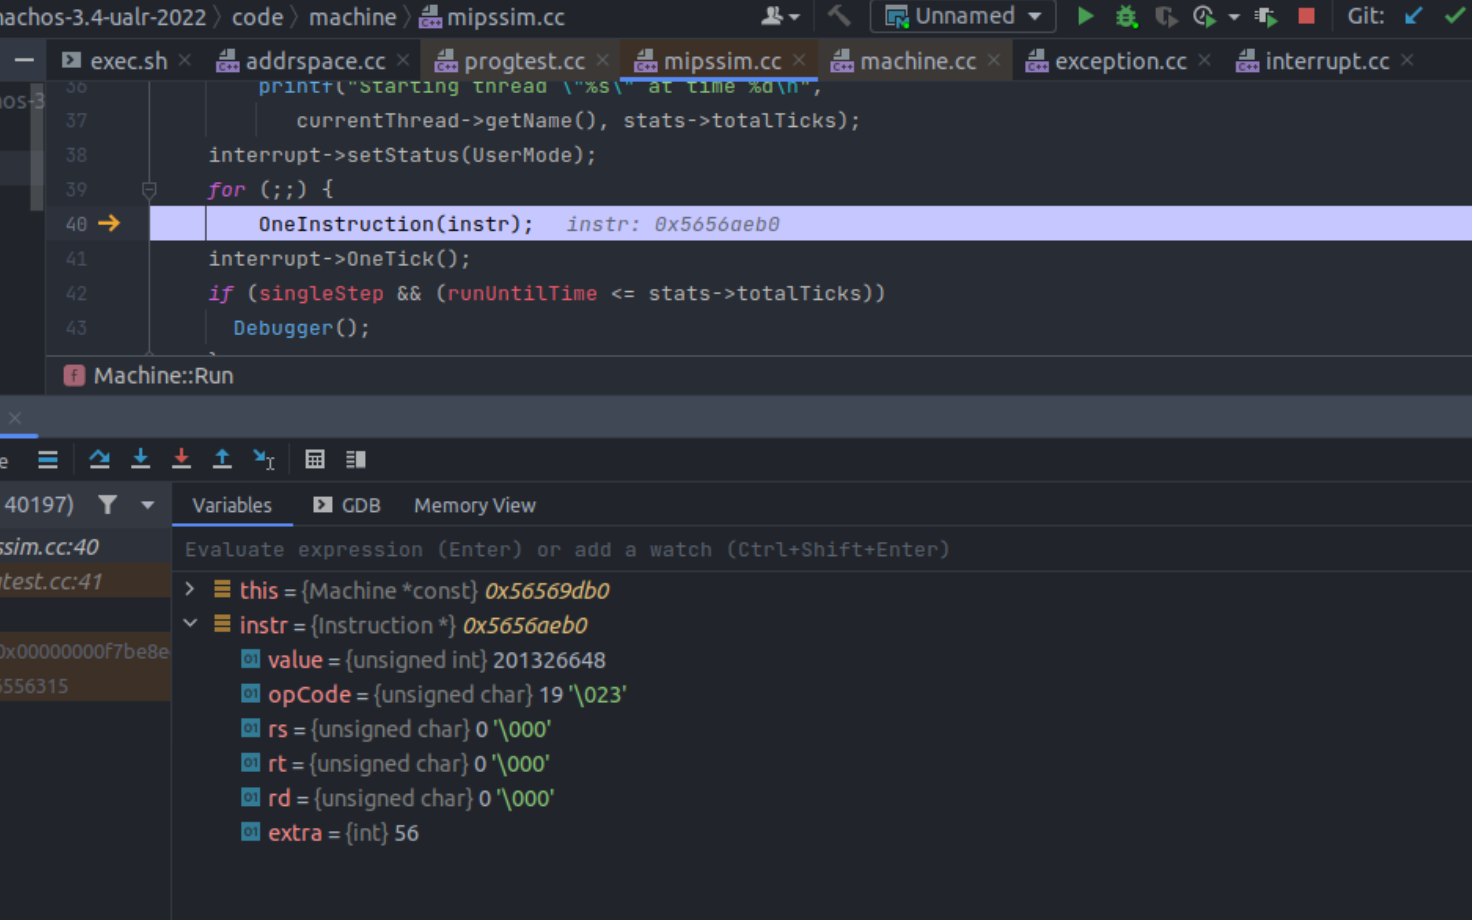 nachos-3.4-ualr-2022 code machine mipssim.cc Unnamed Git:
exec.sh addrspace.cc progtest.cc mipssim.cc machine.cc exception.cc interrupt.cc
36 printf("Starting thread \"%s\" at time %d\n",
37 currentThread->getName(), stats->totalTicks);
38 interrupt->setStatus(UserMode);
39 for (;;) {
40 OneInstruction(instr); instr: 0x5656aeb0
41 interrupt->OneTick();
42 if (singleStep && (runUntilTime <= stats->totalTicks))
43 Debugger();
f Machine::Run
40197) Variables GDB Memory View
ssim.cc:40 Evaluate expression (Enter) or add a watch (Ctrl+Shift+Enter)
test.cc:41 this = {Machine *const} 0x56569db0
instr = {Instruction *} 0x5656aeb0
0x00000000f7be8e value = {unsigned int} 201326648
6556315 opCode = {unsigned char} 19 '\023'
rs = {unsigned char} 0 '\000'
rt = {unsigned char} 0 '\000'
rd = {unsigned char} 0 '\000'
extra = {int} 56